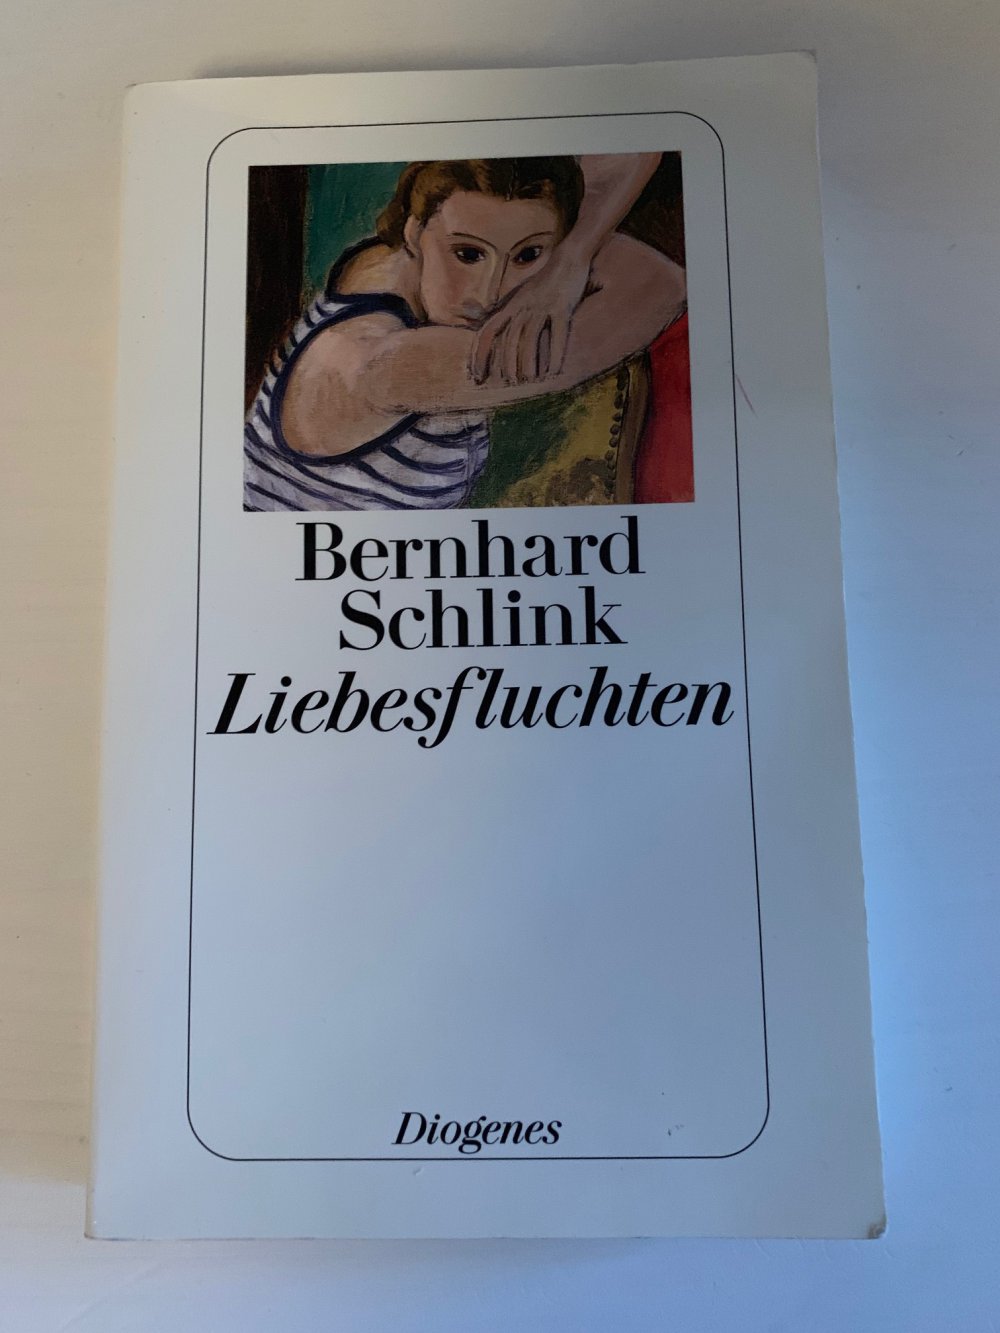 Bernhard
Schlink
Liebesfluchten
Diogenes